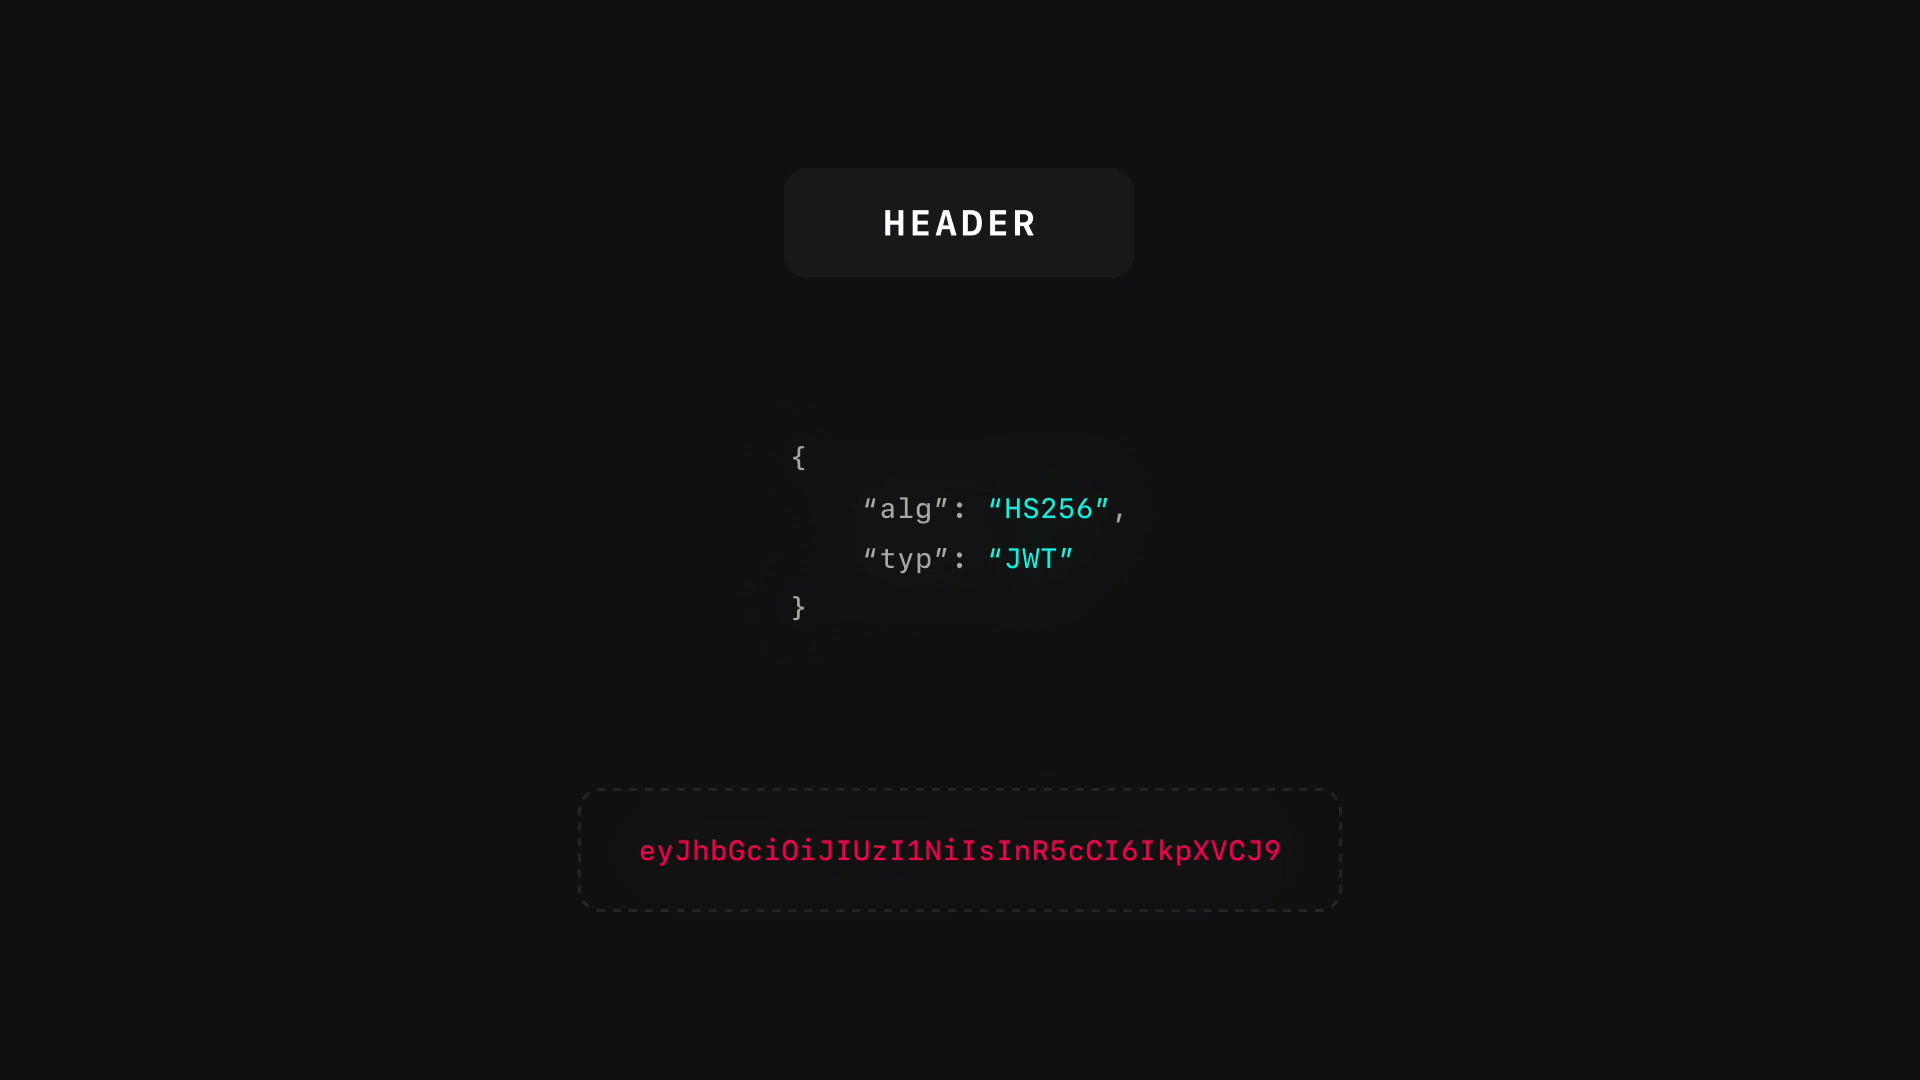 HEADER
{
“alg”: “HS256”,
“typ”: “JWT”
}
eyJhbGciOiJIUzI1NiIsInR5cCI6IkpXVCJ9